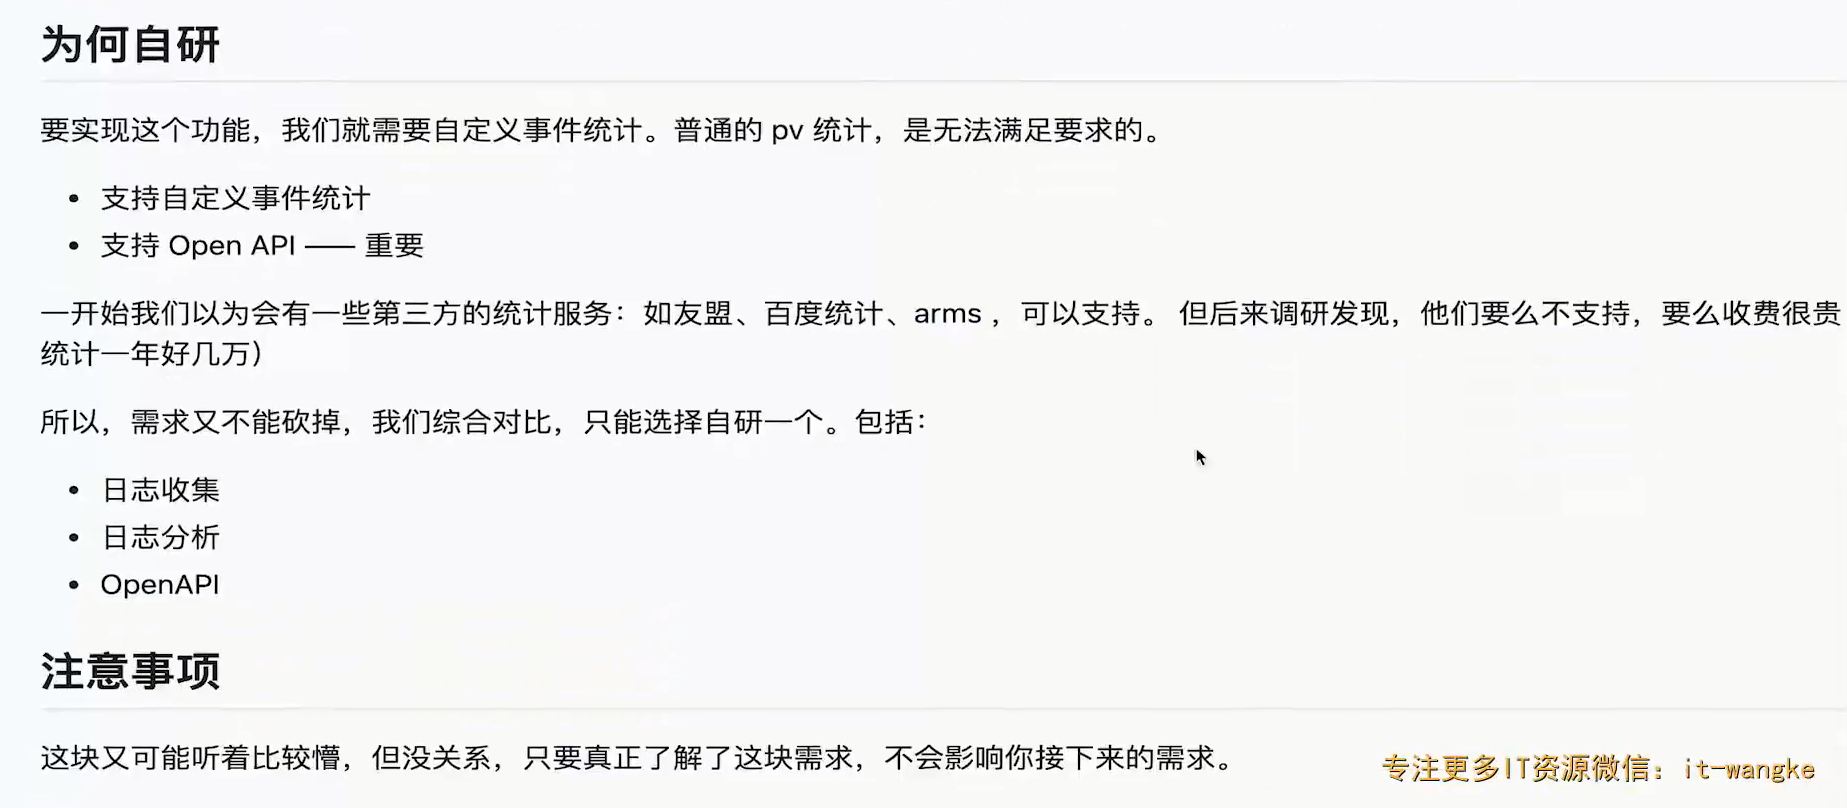 为何自研
要实现这个功能，我们就需要自定义事件统计。普通的 pv 统计，是无法满足要求的。
• 支持自定义事件统计
• 支持 Open API —— 重要
一开始我们以为会有一些第三方的统计服务：如友盟、百度统计、arms ，可以支持。 但后来调研发现，他们要么不支持，要么收费很贵
统计一年好几万）
所以，需求又不能砍掉，我们综合对比，只能选择自研一个。包括：
• 日志收集
• 日志分析
• OpenAPI
注意事项
这块又可能听着比较懵，但没关系，只要真正了解了这块需求，不会影响你接下来的需求。
专注更多IT资源微信：it-wangke